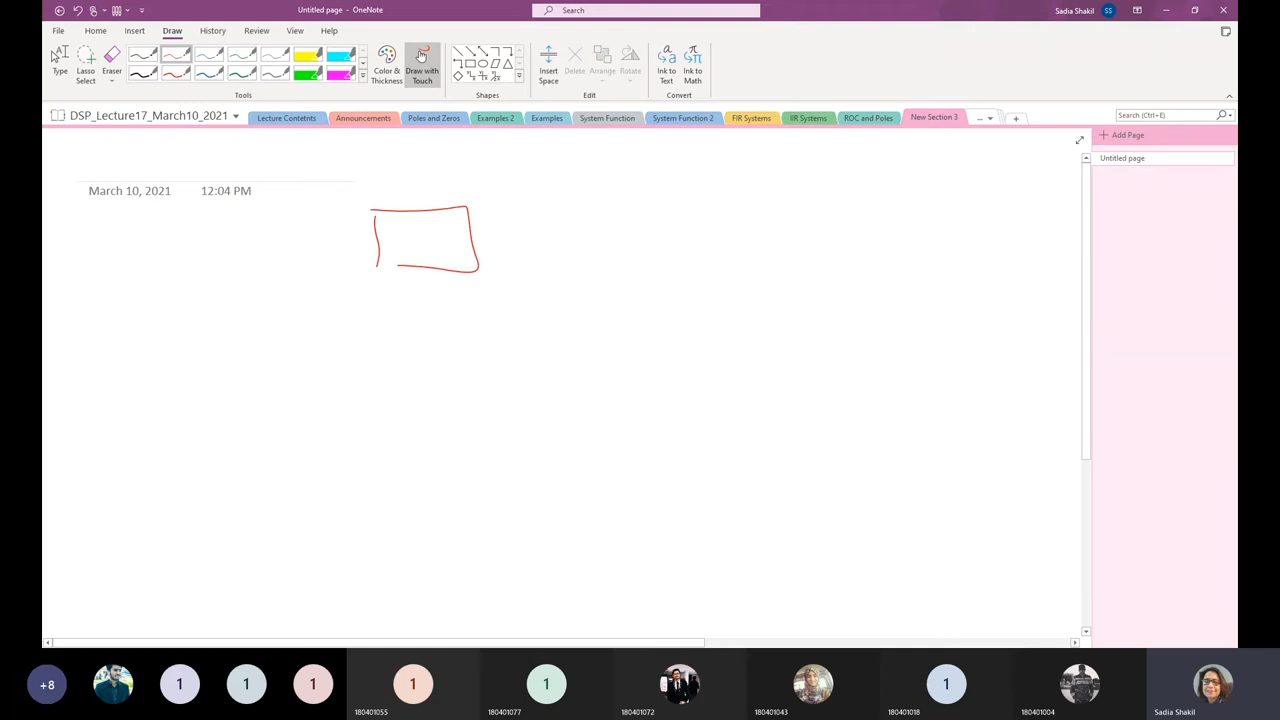 Untitled page - OneNote
Search
Sadia Shakil
SS
File Home Insert Draw History Review View Help
Type
Lasso Select
Eraser
Color & Thickness
Draw with Touch
Insert Space
Delete
Arrange
Rotate
Ink to Text
Ink to Math
Tools
Shapes
Edit
Convert
DSP_Lecture17_March10_2021
Lecture Contetnts Announcements Poles and Zeros Examples 2 Examples System Function System Function 2 FIR Systems IIR Systems ROC and Poles New Section 3 ... +
Search (Ctrl+E)
Add Page
Untitled page
March 10, 2021 12:04 PM
+8 1 1 1 1 1 1
180401055 180401077 180401072 180401043 180401018 180401004 Sadia Shakil